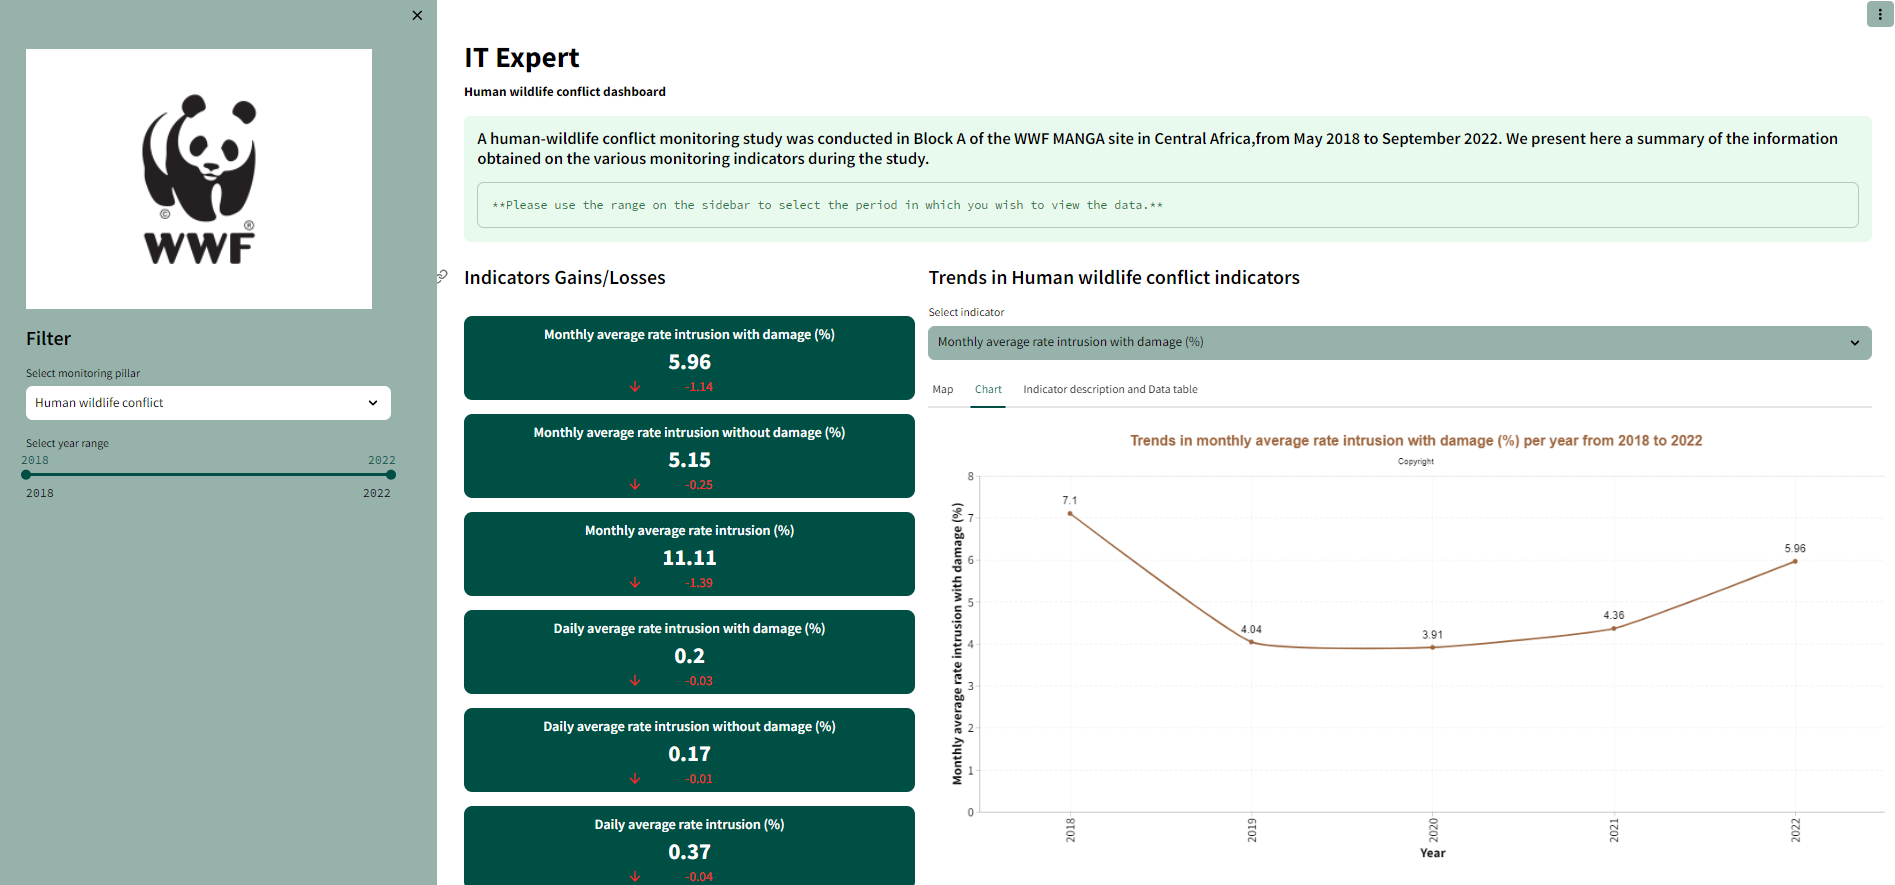 ©
®
WWF
Filter
Select monitoring pillar
Human wildlife conflict
Select year range
2018 2022
2018 2022
IT Expert
Human wildlife conflict dashboard
A human-wildlife conflict monitoring study was conducted in Block A of the WWF MANGA site in Central Africa,from May 2018 to September 2022. We present here a summary of the information
obtained on the various monitoring indicators during the study.
**Please use the range on the sidebar to select the period in which you wish to view the data.**
Indicators Gains/Losses
Monthly average rate intrusion with damage (%)
5.96
-1.14
Monthly average rate intrusion without damage (%)
5.15
-0.25
Monthly average rate intrusion (%)
11.11
-1.39
Daily average rate intrusion with damage (%)
0.2
-0.03
Daily average rate intrusion without damage (%)
0.17
-0.01
Daily average rate intrusion (%)
0.37
-0.04
Trends in Human wildlife conflict indicators
Select indicator
Monthly average rate intrusion with damage (%)
Map Chart Indicator description and Data table
Trends in monthly average rate intrusion with damage (%) per year from 2018 to 2022
Copyright
Monthly average rate intrusion with damage (%)
8
7
6
5
4
3
2
1
0
7.1
4.04
3.91
4.36
5.96
2018 2019 2020 2021 2022
Year